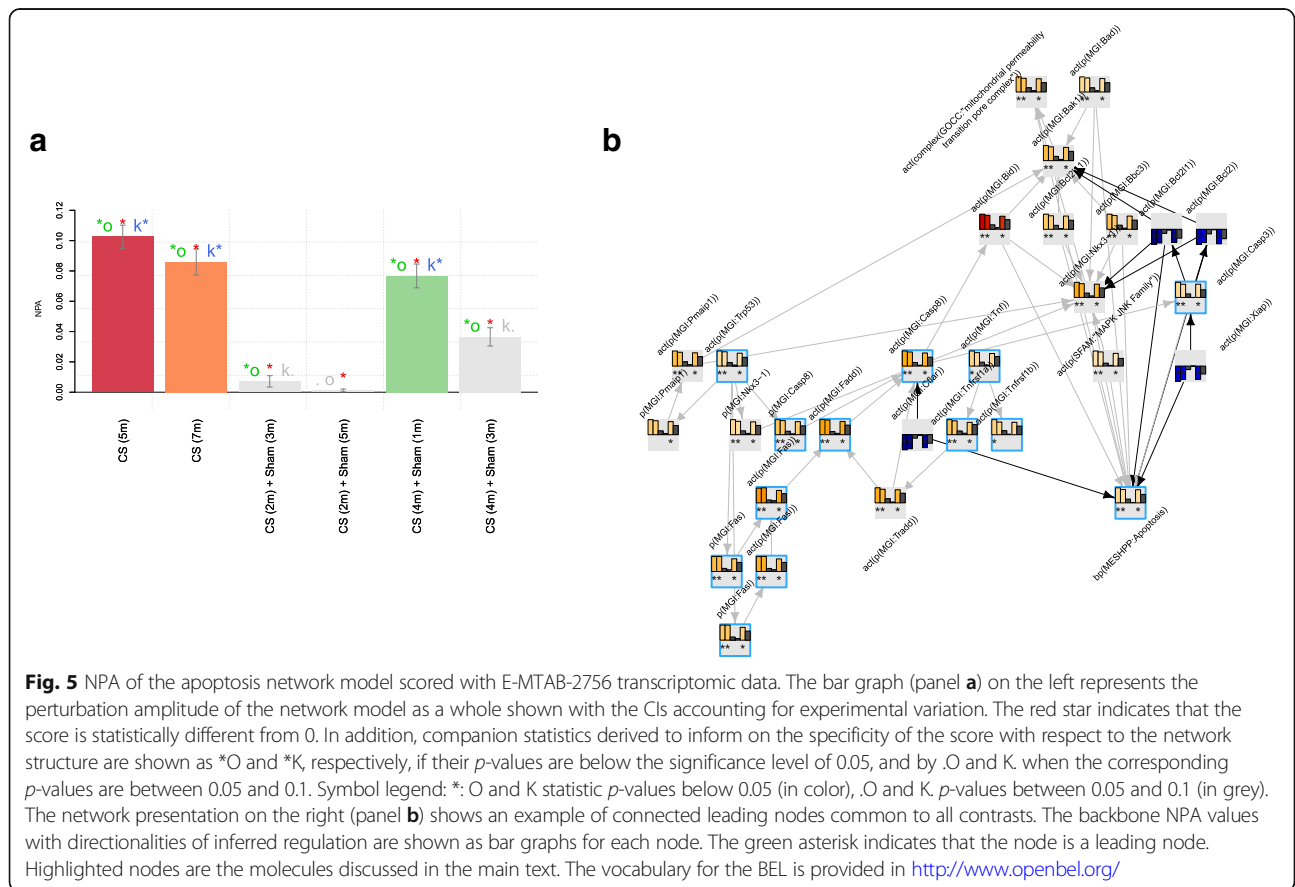 a
b
NPA
0.12
0.10
0.08
0.06
0.04
0.02
0.00
*o * k*
*o * k*
*o * k.
. o *
*o * k*
*o * k.
CS (5m)
CS (7m)
CS (2m) + Sham (3m)
CS (2m) + Sham (5m)
CS (4m) + Sham (1m)
CS (4m) + Sham (3m)
act(complex(GOCC:"mitochondrial permeability
transition pore complex"))
act(p(MGI:Bad))
act(p(MGI:Bak1))
act(p(MGI:Bid))
act(p(MGI:Bbc3))
act(p(MGI:Bcl2l1))
act(p(MGI:Bcl2))
act(p(MGI:Nkx3-1))
act(p(MGI:Casp3))
act(p(MGI:Pmaip1))
act(p(MGI:Trp53))
act(p(MGI:Casp8))
act(p(MGI:Tnf))
act(p(SFAM:"MAPK JNK Family"))
act(p(MGI:Xiap))
p(MGI:Pmaip1)
p(MGI:Nkx3-1)
p(MGI:Casp8)
act(p(MGI:Fadd))
act(p(MGI:Tnfrsf1a))
act(p(MGI:Tnfrsf1b))
act(p(MGI:Fas))
act(p(MGI:Tradd))
bp(MESHPP:Apoptosis)
p(MGI:Fas)
act(p(MGI:Fasl))
p(MGI:Fasl)
Fig. 5 NPA of the apoptosis network model scored with E-MTAB-2756 transcriptomic data. The bar graph (panel a) on the left represents the
perturbation amplitude of the network model as a whole shown with the CIs accounting for experimental variation. The red star indicates that the
score is statistically different from 0. In addition, companion statistics derived to inform on the specificity of the score with respect to the network
structure are shown as *O and *K, respectively, if their p-values are below the significance level of 0.05, and by .O and K. when the corresponding
p-values are between 0.05 and 0.1. Symbol legend: *: O and K statistic p-values below 0.05 (in color), .O and K. p-values between 0.05 and 0.1 (in grey).
The network presentation on the right (panel b) shows an example of connected leading nodes common to all contrasts. The backbone NPA values
with directionalities of inferred regulation are shown as bar graphs for each node. The green asterisk indicates that the node is a leading node.
Highlighted nodes are the molecules discussed in the main text. The vocabulary for the BEL is provided in http://www.openbel.org/